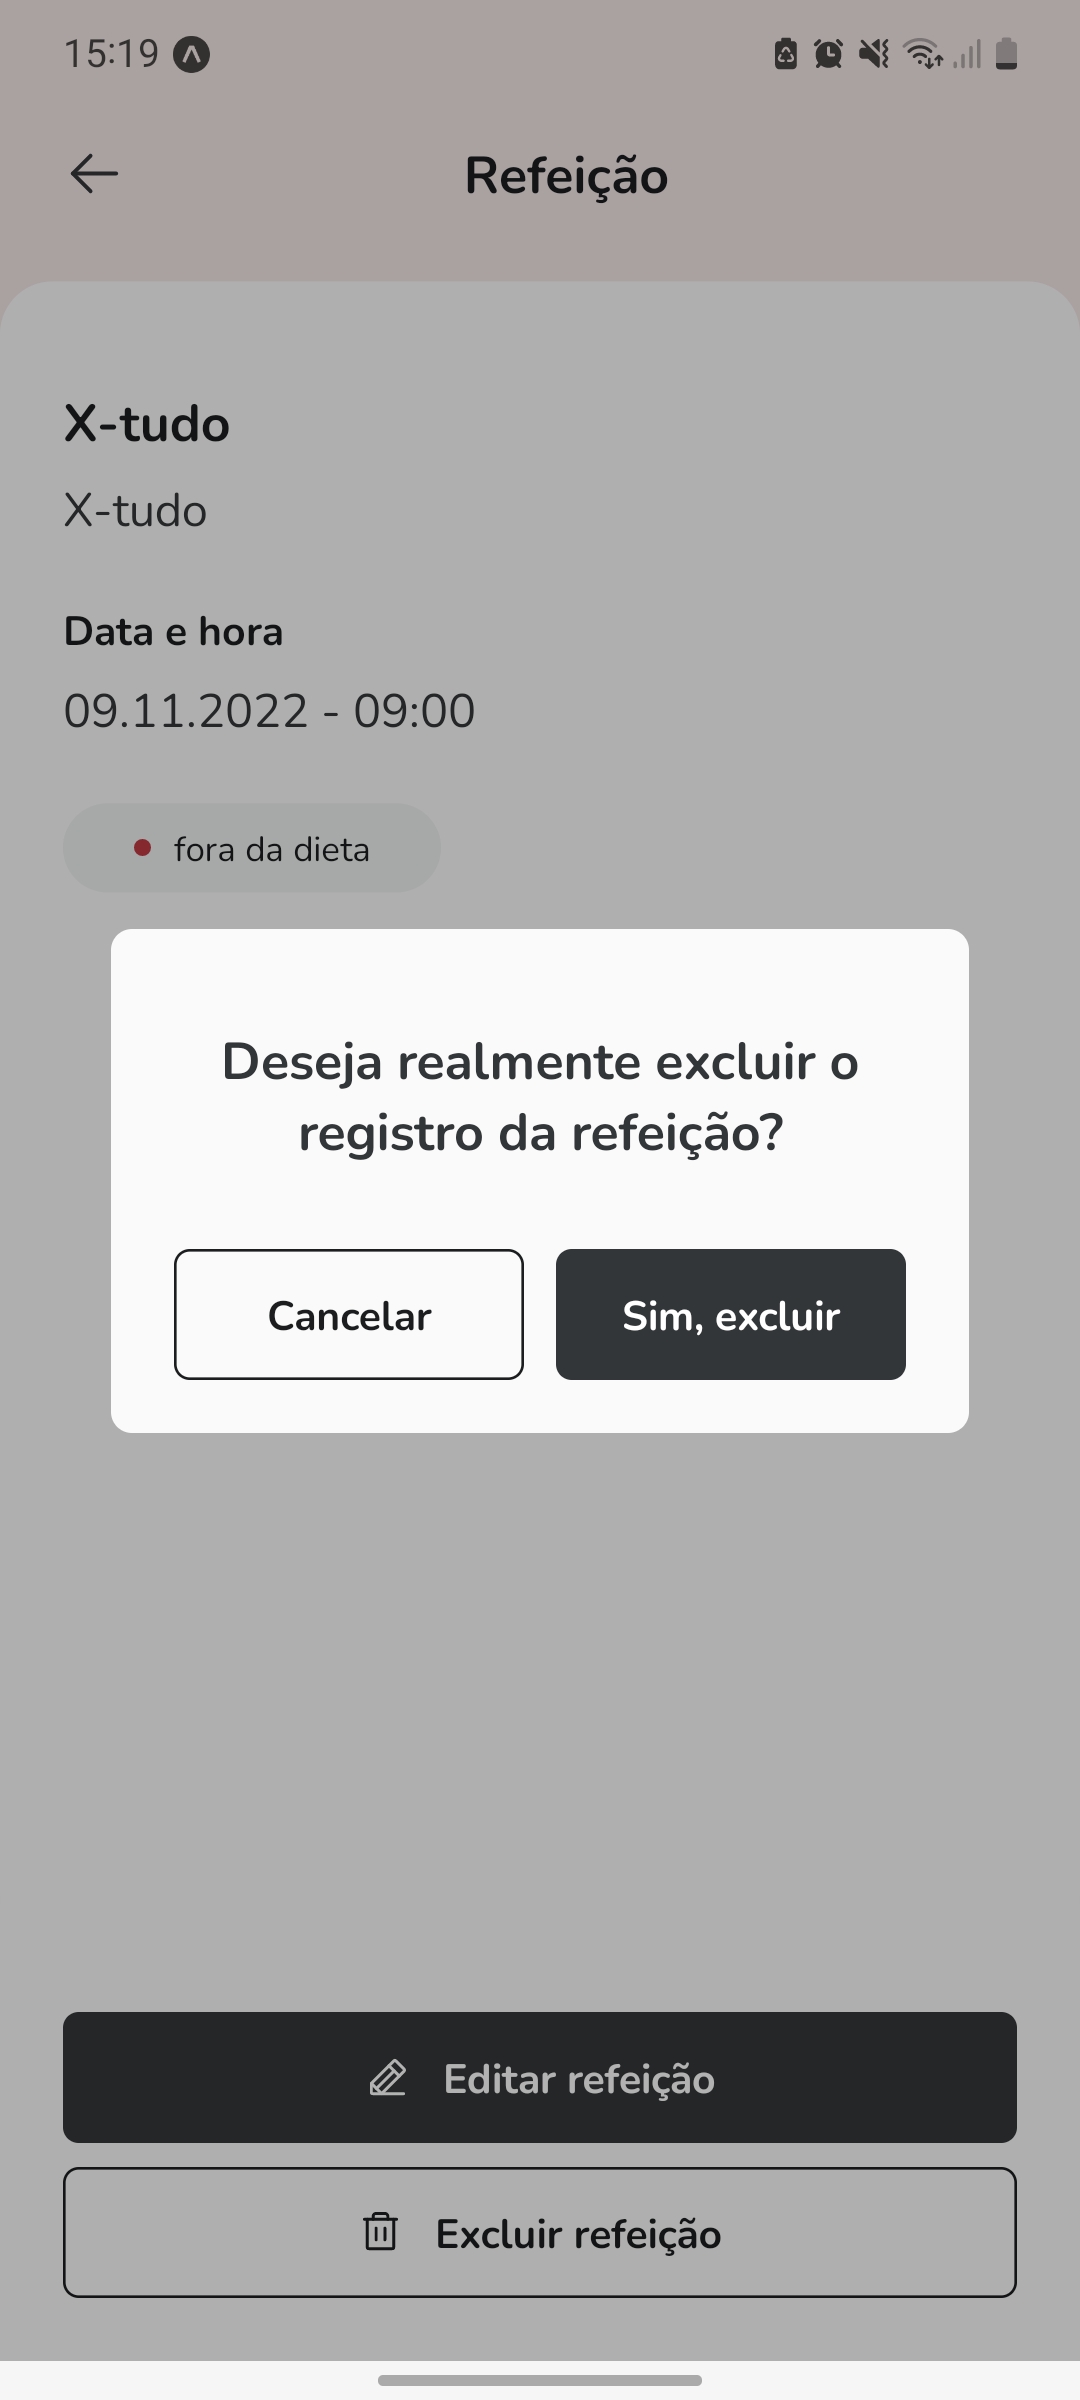 15:19
Refeição
X-tudo
X-tudo
Data e hora
09.11.2022 - 09:00
fora da dieta
Deseja realmente excluir o
registro da refeição?
Cancelar
Sim, excluir
Editar refeição
Excluir refeição